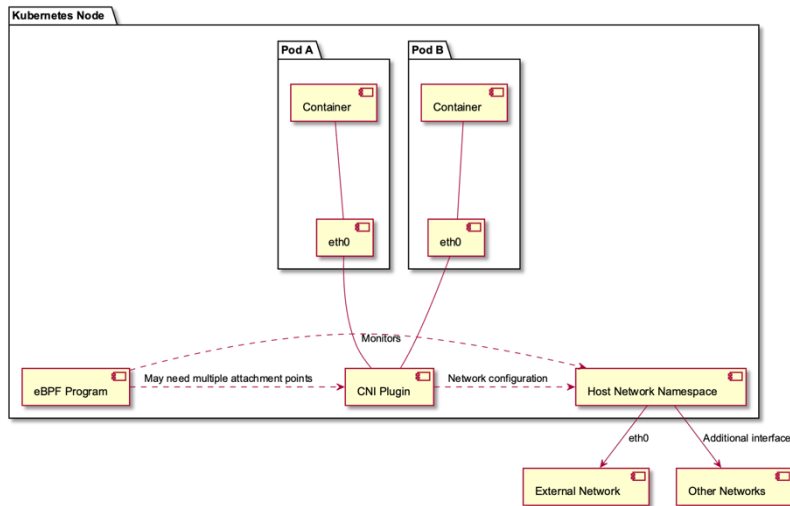 Kubernetes Node
Pod A
Pod B
Container
Container
eth0
eth0
Monitors
eBPF Program
May need multiple attachment points
CNI Plugin
Network configuration
Host Network Namespace
eth0
Additional interface
External Network
Other Networks